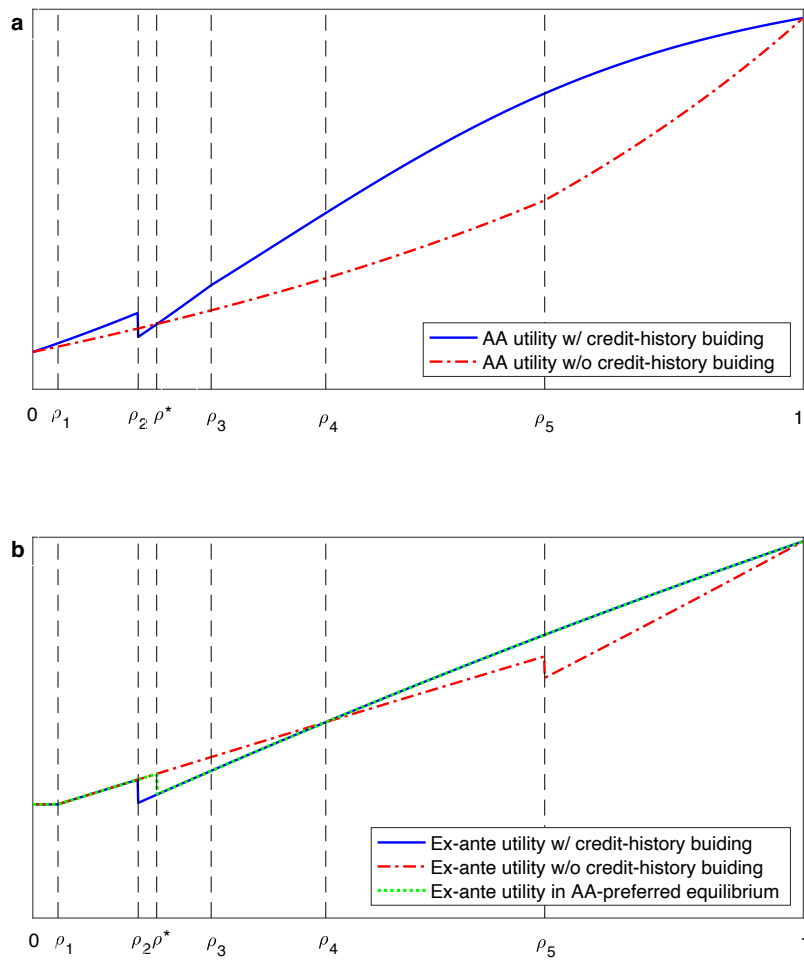 a
AA utility w/ credit-history buiding
AA utility w/o credit-history buiding
0 ρ1 ρ2 ρ* ρ3 ρ4 ρ5 1
b
Ex-ante utility w/ credit-history buiding
Ex-ante utility w/o credit-history buiding
Ex-ante utility in AA-preferred equilibrium
0 ρ1 ρ2 ρ* ρ3 ρ4 ρ5